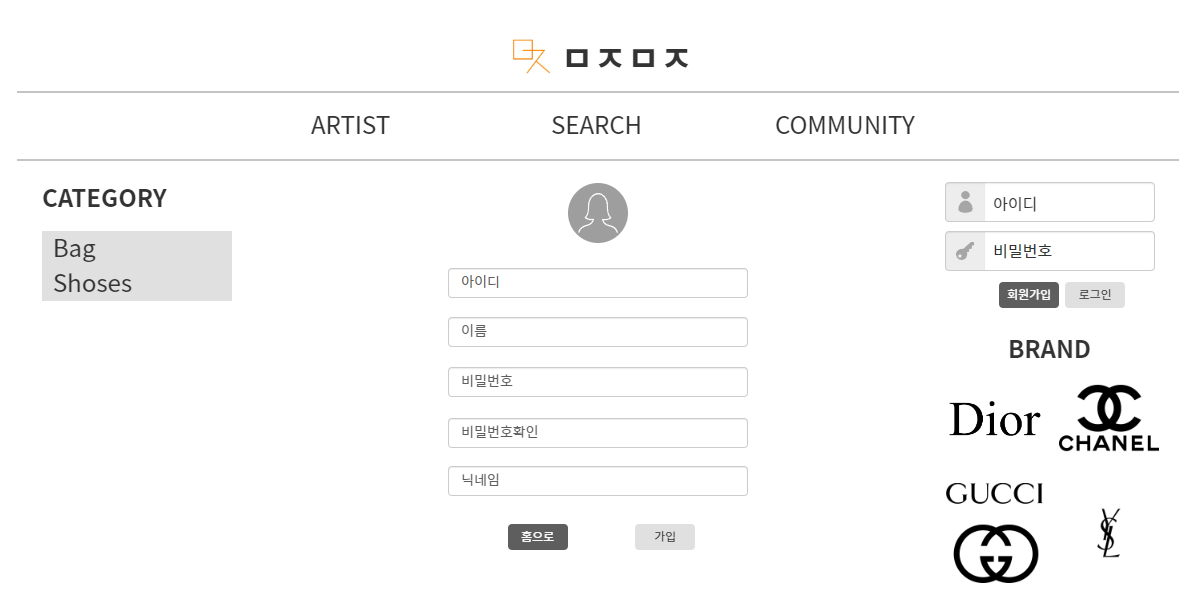 ㅁㅈㅁㅈ
ARTIST SEARCH COMMUNITY
CATEGORY
Bag
Shoses
아이디
이름
비밀번호
비밀번호확인
닉네임
홈으로 가입
아이디
비밀번호
회원가입 로그인
BRAND
Dior
CHANEL
GUCCI
YSL